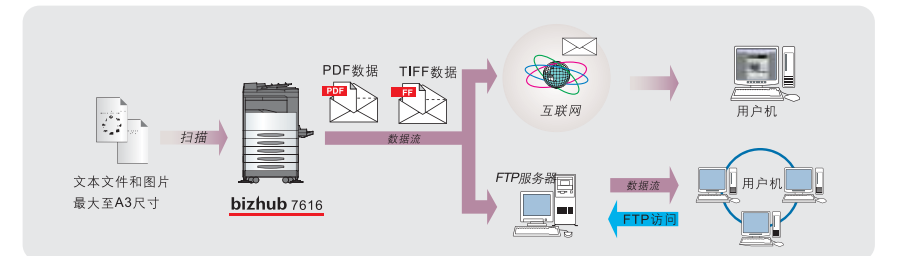 PDF数据
TIFF数据
PDF
FF
互联网
用户机
扫描
数据流
文本文件和图片
最大至A3尺寸
bizhub 7616
FTP服务器
数据流
FTP访问
用户机